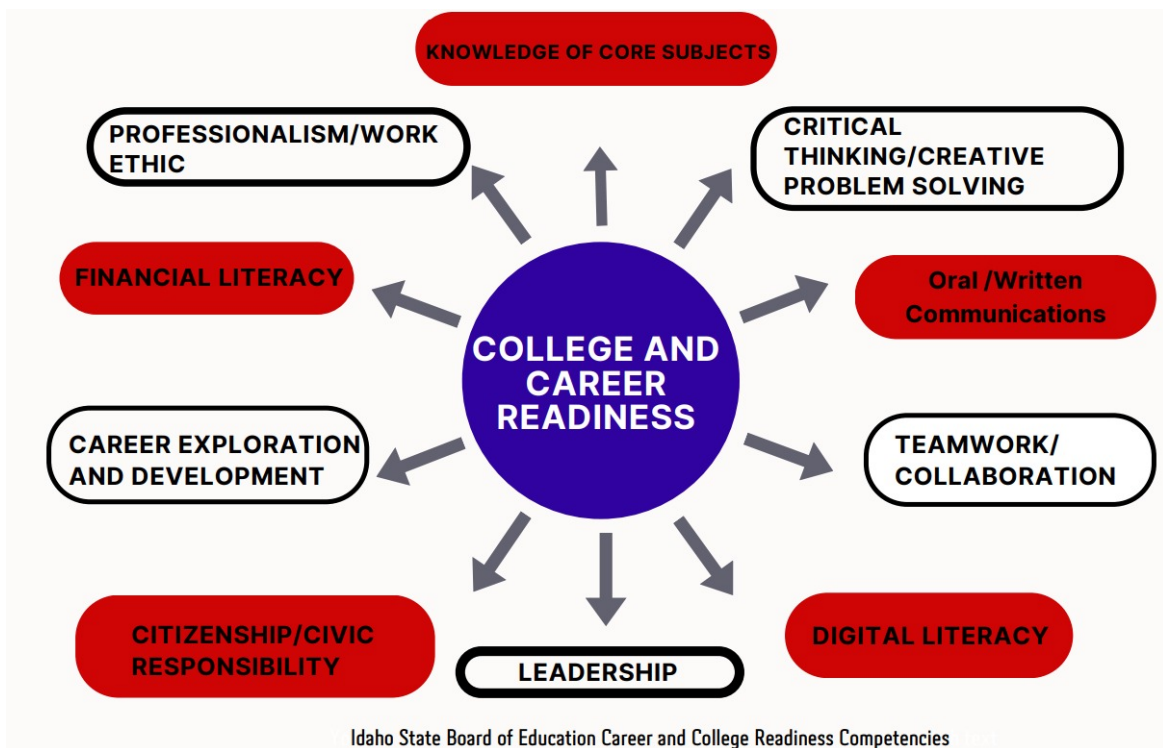 KNOWLEDGE OF CORE SUBJECTS
PROFESSIONALISM/WORK
ETHIC
CRITICAL
THINKING/CREATIVE
PROBLEM SOLVING
FINANCIAL LITERACY
Oral /Written
Communications
COLLEGE AND
CAREER
READINESS
CAREER EXPLORATION
AND DEVELOPMENT
TEAMWORK/
COLLABORATION
CITIZENSHIP/CIVIC
RESPONSIBILITY
LEADERSHIP
DIGITAL LITERACY
Idaho State Board of Education Career and College Readiness Competencies